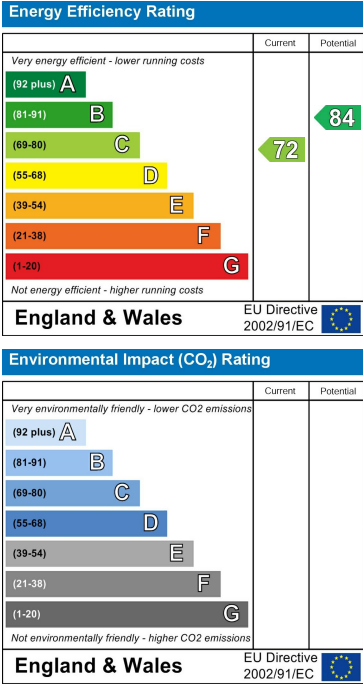 Energy Efficiency Rating
Current Potential
Very energy efficient - lower running costs
(92 plus) A
(81-91) B
84
(69-80) C
72
(55-68) D
(39-54) E
(21-38) F
(1-20) G
Not energy efficient - higher running costs
England & Wales
EU Directive
2002/91/EC
Environmental Impact (CO₂) Rating
Current Potential
Very environmentally friendly - lower CO2 emissions
(92 plus) A
(81-91) B
(69-80) C
(55-68) D
(39-54) E
(21-38) F
(1-20) G
Not environmentally friendly - higher CO2 emissions
England & Wales
EU Directive
2002/91/EC